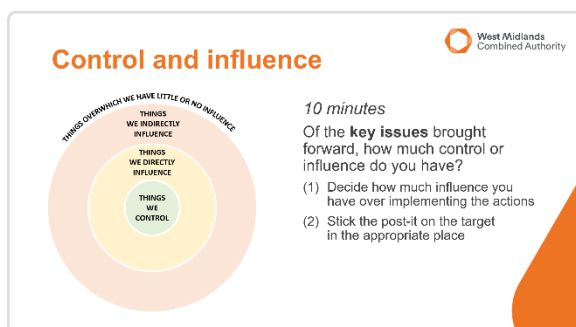 West Midlands
Combined Authority
Control and influence
THINGS OVERWHICH WE HAVE LITTLE OR NO INFLUENCE
THINGS
WE INDIRECTLY
INFLUENCE
THINGS
WE DIRECTLY
INFLUENCE
THINGS
WE
CONTROL
10 minutes
Of the key issues brought
forward, how much control or
influence do you have?
(1) Decide how much influence you
have over implementing the actions
(2) Stick the post-it on the target
in the appropriate place